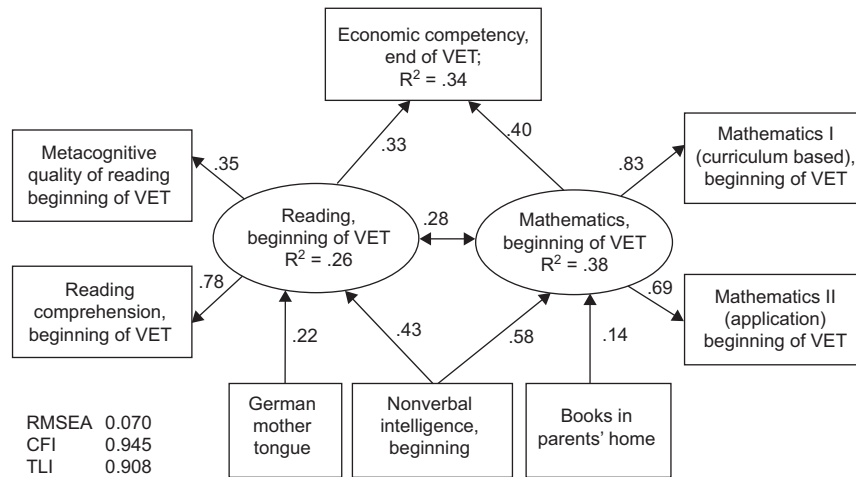 Economic competency,
end of VET;
R² = .34
.33
.40
Metacognitive
quality of reading
beginning of VET
.35
Mathematics I
(curriculum based),
beginning of VET
.83
Reading,
beginning of VET
R² = .26
.28
Mathematics,
beginning of VET
R² = .38
Reading
comprehension,
beginning of VET
.78
Mathematics II
(application)
beginning of VET
.69
.22
.43
.58
.14
German
mother
tongue
Nonverbal
intelligence,
beginning
Books in
parents' home
RMSEA 0.070
CFI 0.945
TLI 0.908